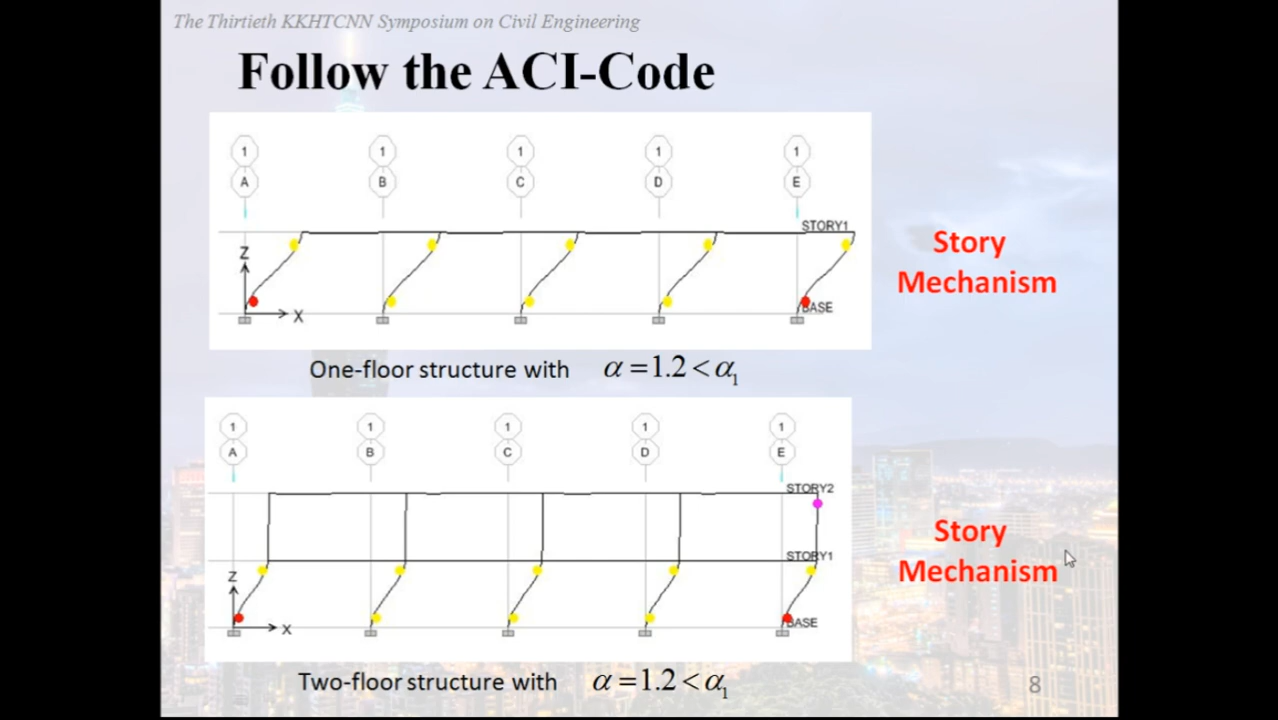 The Thirtieth KKHTCNN Symposium on Civil Engineering
Follow the ACI-Code
1 1 1 1 1
A B C D E
STORY1
Z
X
BASE
Story
Mechanism
One-floor structure with α = 1.2 < α₁
1 1 1 1 1
A B C D E
STORY2
STORY1
Z
X
BASE
Story
Mechanism
Two-floor structure with α = 1.2 < α₁
8